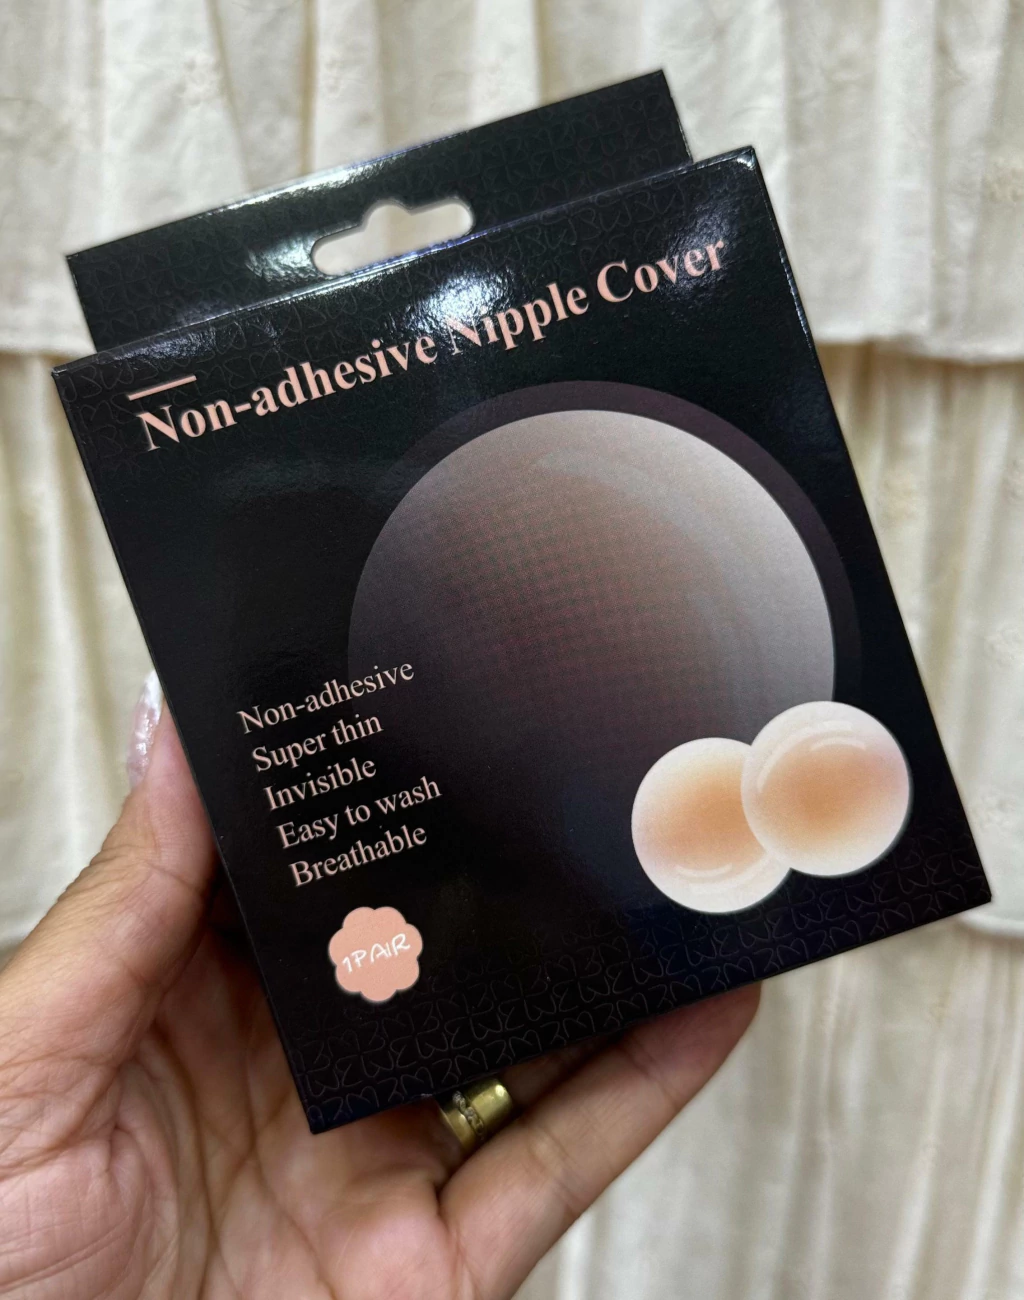 Non-adhesive Nipple Cover
Non-adhesive
Super thin
Invisible
Easy to wash
Breathable
1PAIR